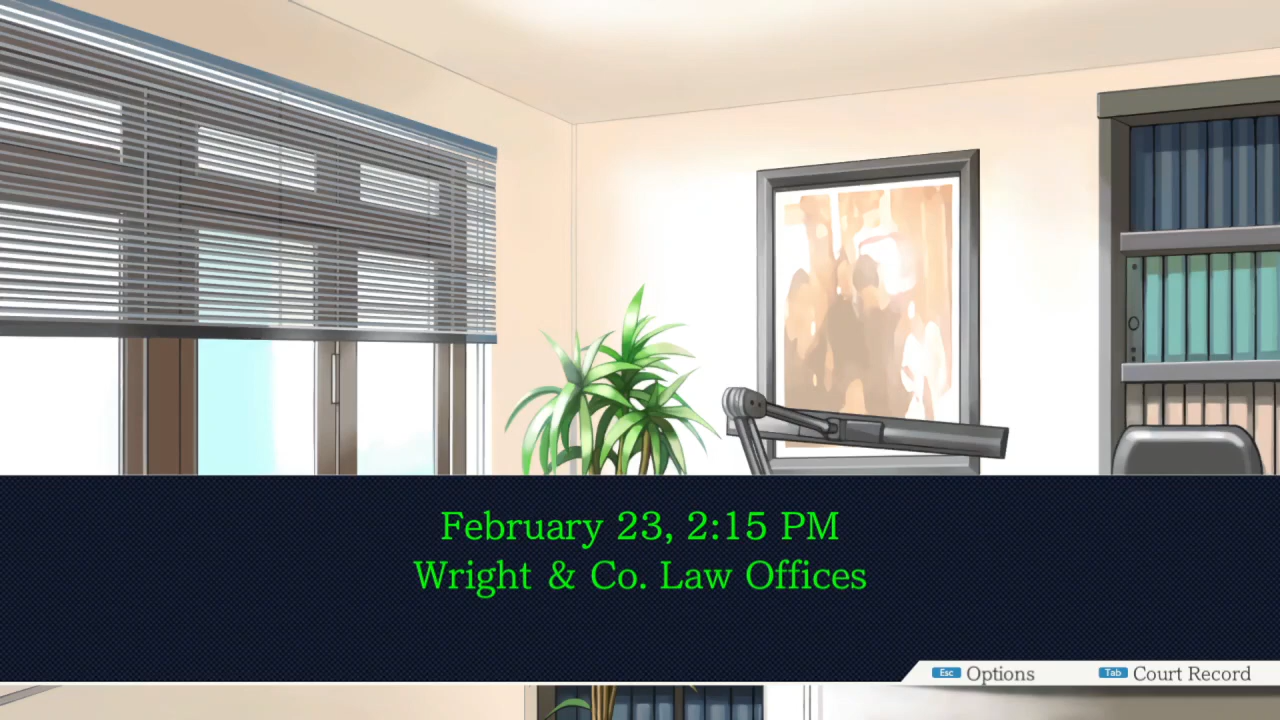 February 23, 2:15 PM
Wright & Co. Law Offices
Esc Options Tab Court Record